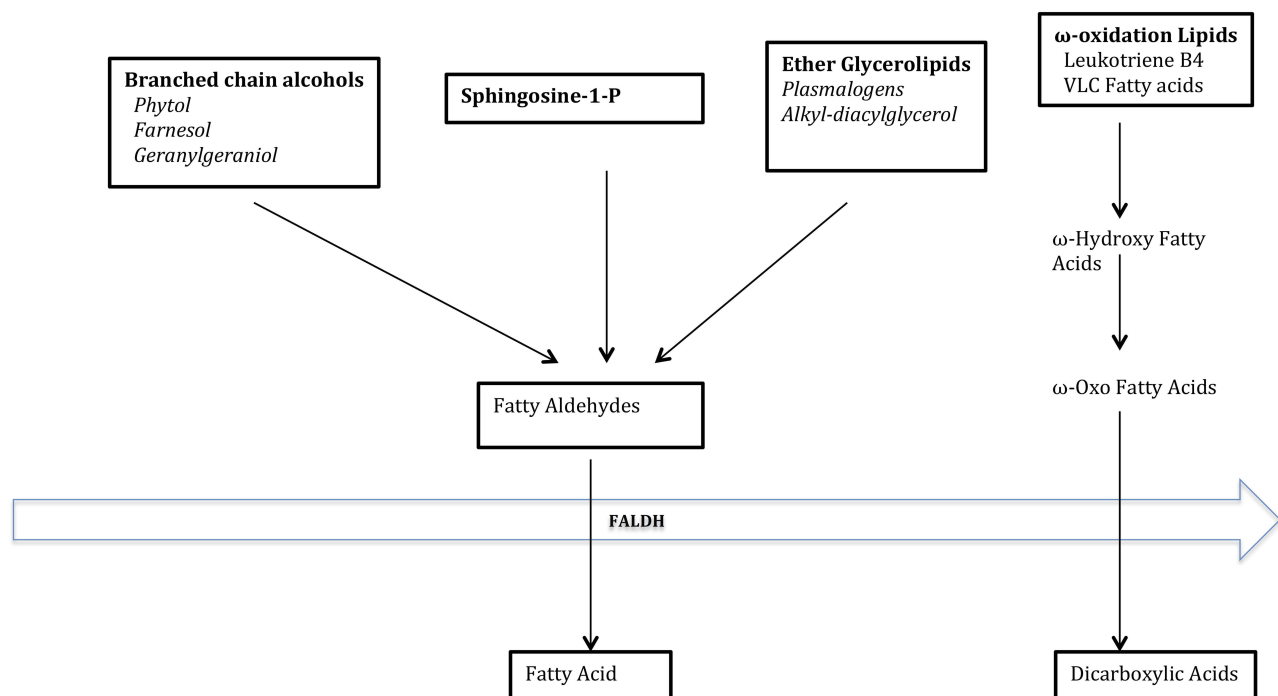 Branched chain alcohols
Phytol
Farnesol
Geranylgeraniol
Sphingosine-1-P
Ether Glycerolipids
Plasmalogens
Alkyl-diacylglycerol
ω-oxidation Lipids
Leukotriene B4
VLC Fatty acids
ω-Hydroxy Fatty
Acids
Fatty Aldehydes
ω-Oxo Fatty Acids
FALDH
Fatty Acid
Dicarboxylic Acids